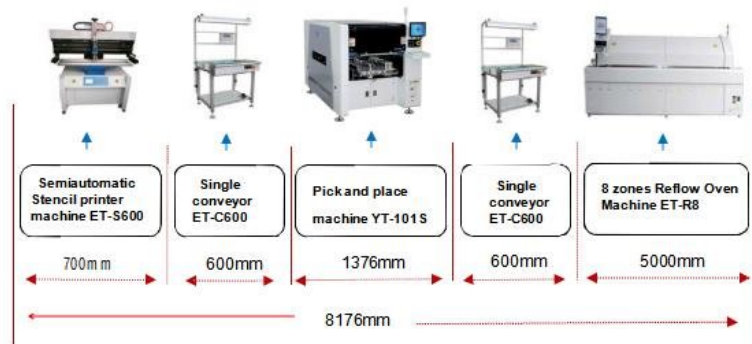 Semiautomatic
Stencil printer
machine ET-S600
Single
conveyor
ET-C600
Pick and place
machine YT-101S
Single
conveyor
ET-C600
8 zones Reflow Oven
Machine ET-R8
700mm
600mm
1376mm
600mm
5000mm
8176mm